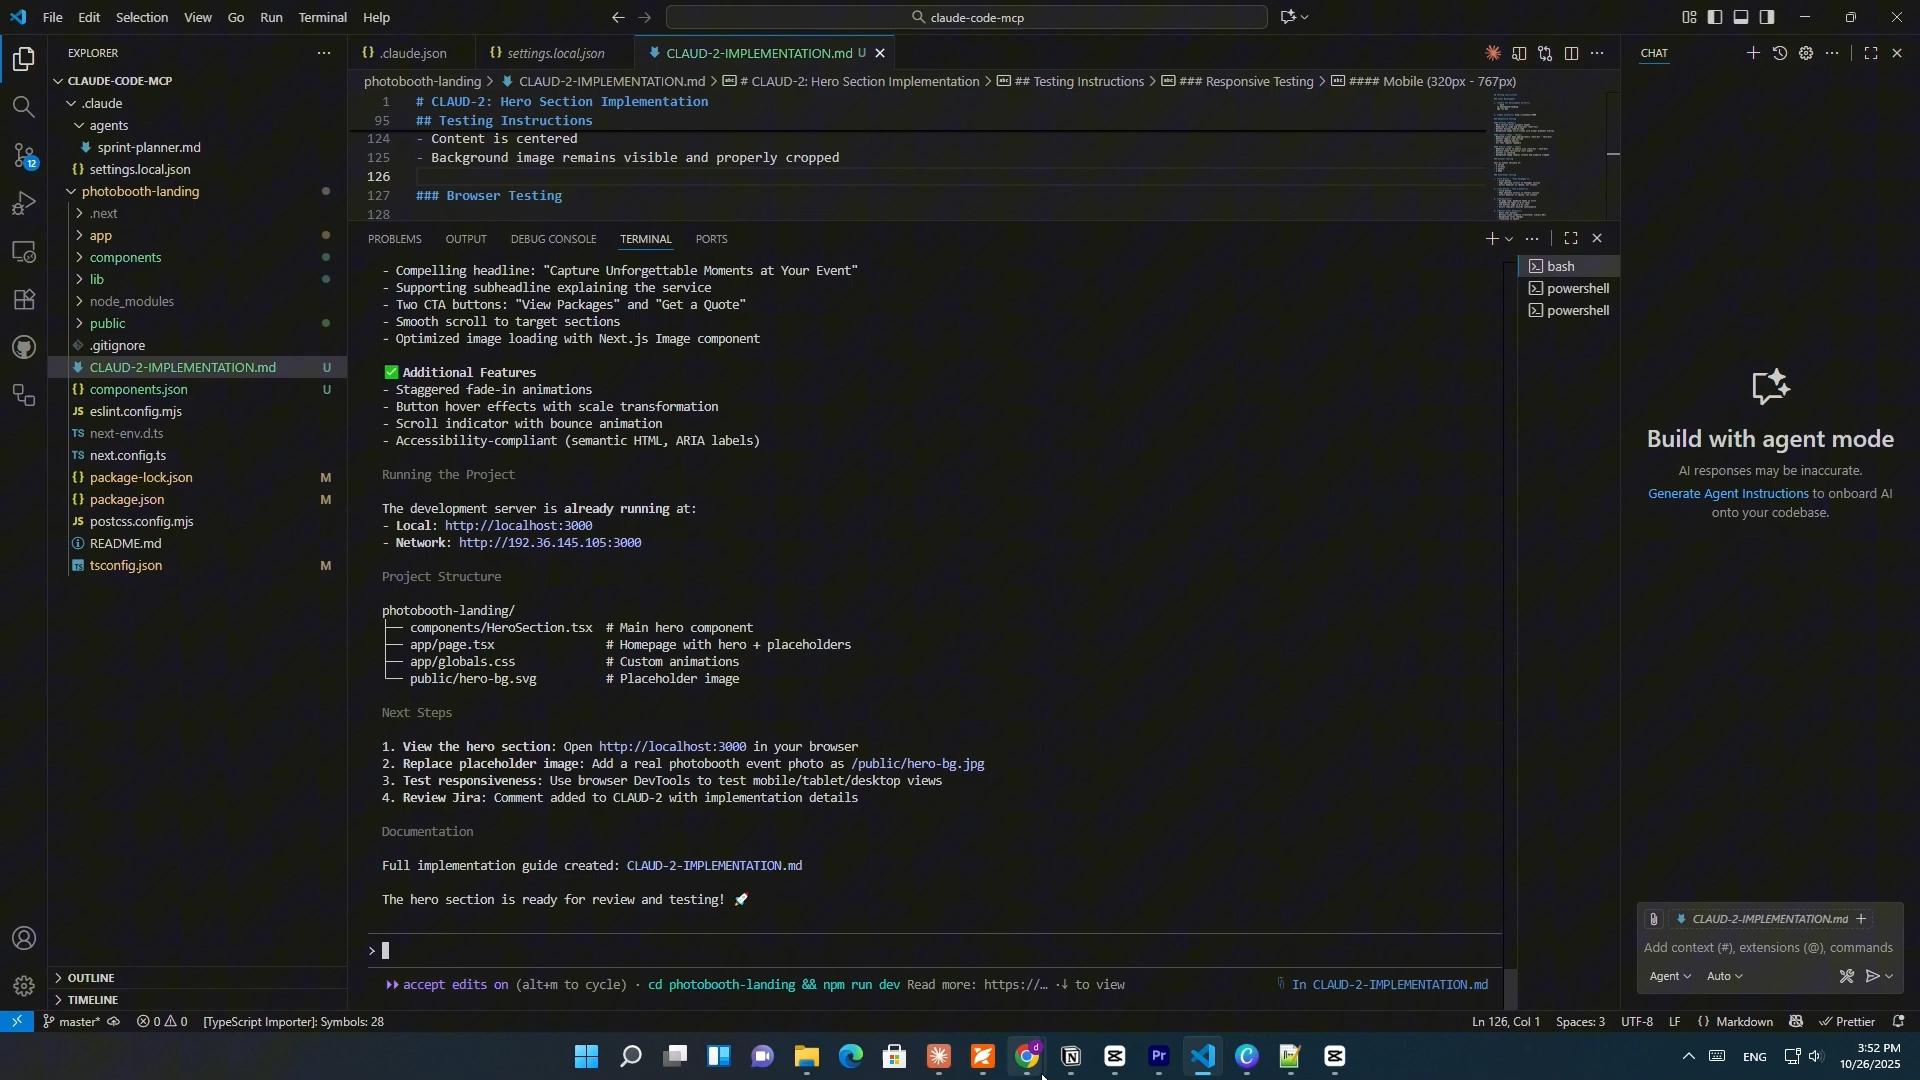 File Edit Selection View Go Run Terminal Help
claude-code-mcp
EXPLORER
CLAUDE-CODE-MCP
.claude
agents
sprint-planner.md
settings.local.json
photobooth-landing
.next
app
components
lib
node_modules
public
.gitignore
CLAUD-2-IMPLEMENTATION.md U
components.json U
eslint.config.mjs
next-env.d.ts
next.config.ts
package-lock.json M
package.json M
postcss.config.mjs
README.md
tsconfig.json M
OUTLINE
TIMELINE
12
JS
TS
TS
JS
TS
.claude.json
settings.local.json
CLAUD-2-IMPLEMENTATION.md U
photobooth-landing > CLAUD-2-IMPLEMENTATION.md > # CLAUD-2: Hero Section Implementation > ## Testing Instructions > ### Responsive Testing > #### Mobile (320px - 767px)
1 # CLAUD-2: Hero Section Implementation
95 ## Testing Instructions
124 - Content is centered
125 - Background image remains visible and properly cropped
126
127 ### Browser Testing
128
PROBLEMS OUTPUT DEBUG CONSOLE TERMINAL PORTS
bash
powershell
powershell
- Compelling headline: "Capture Unforgettable Moments at Your Event"
- Supporting subheadline explaining the service
- Two CTA buttons: "View Packages" and "Get a Quote"
- Smooth scroll to target sections
- Optimized image loading with Next.js Image component
✅ Additional Features
- Staggered fade-in animations
- Button hover effects with scale transformation
- Scroll indicator with bounce animation
- Accessibility-compliant (semantic HTML, ARIA labels)
Running the Project
The development server is already running at:
- Local: http://localhost:3000
- Network: http://192.36.145.105:3000
Project Structure
photobooth-landing/
├── components/HeroSection.tsx # Main hero component
├── app/page.tsx # Homepage with hero + placeholders
├── app/globals.css # Custom animations
└── public/hero-bg.svg # Placeholder image
Next Steps
1. View the hero section: Open http://localhost:3000 in your browser
2. Replace placeholder image: Add a real photobooth event photo as /public/hero-bg.jpg
3. Test responsiveness: Use browser DevTools to test mobile/tablet/desktop views
4. Review Jira: Comment added to CLAUD-2 with implementation details
Documentation
Full implementation guide created: CLAUD-2-IMPLEMENTATION.md
The hero section is ready for review and testing! 🚀
>
accept edits on (alt+m to cycle) · cd photobooth-landing && npm run dev Read more: https://… ·↓ to view
In CLAUD-2-IMPLEMENTATION.md
CHAT
Build with agent mode
AI responses may be inaccurate.
Generate Agent Instructions to onboard AI
onto your codebase.
CLAUD-2-IMPLEMENTATION.md +
Add context (#), extensions (@), commands
Agent Auto
master* 0 0 [TypeScript Importer]: Symbols: 28
Ln 126, Col 1 Spaces: 3 UTF-8 LF Markdown Prettier
Pr
d
ENG
3:52 PM
10/26/2025